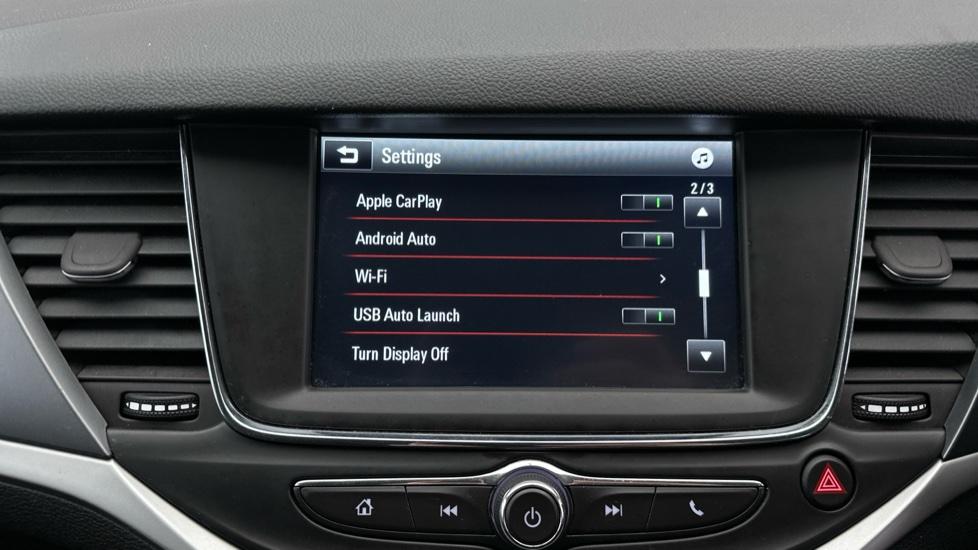 Settings
2/3
Apple CarPlay
Android Auto
Wi-Fi
USB Auto Launch
Turn Display Off